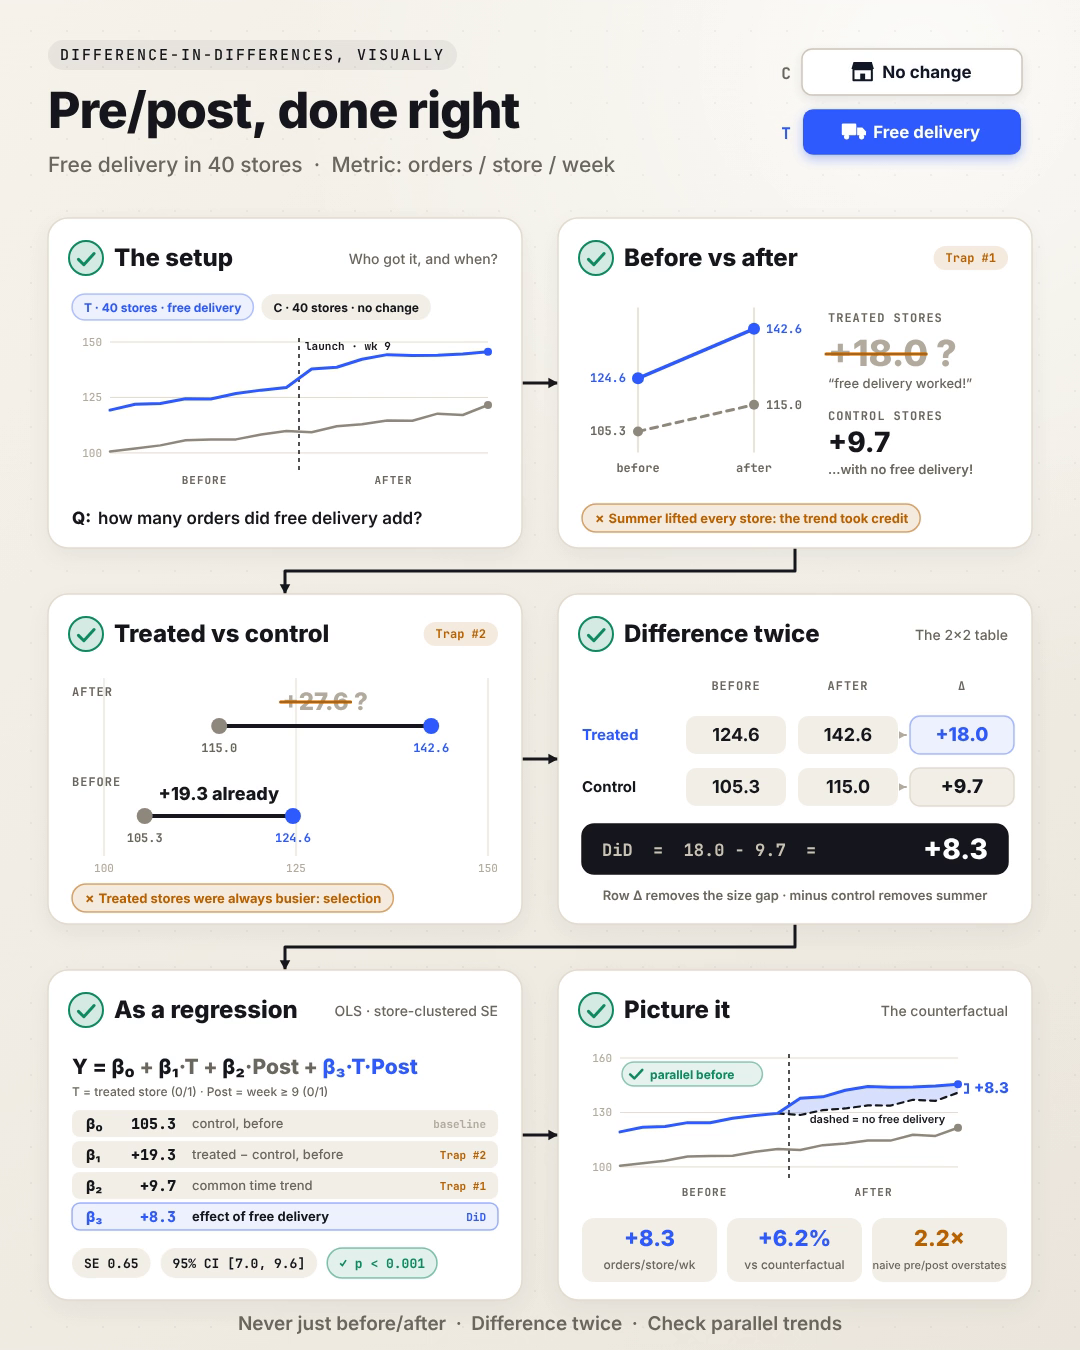 DIFFERENCE-IN-DIFFERENCES, VISUALLY
Pre/post, done right
Free delivery in 40 stores · Metric: orders / store / week
C No change
T Free delivery
The setup
Who got it, and when?
T · 40 stores · free delivery
C · 40 stores · no change
launch · wk 9
150
125
100
BEFORE AFTER
Q: how many orders did free delivery add?
Before vs after
Trap #1
124.6
142.6
105.3
115.0
before after
TREATED STORES
+18.0 ?
“free delivery worked!”
CONTROL STORES
+9.7
…with no free delivery!
× Summer lifted every store: the trend took credit
Treated vs control
Trap #2
AFTER
+27.6 ?
115.0 142.6
BEFORE
+19.3 already
105.3 124.6
100 125 150
× Treated stores were always busier: selection
Difference twice
The 2×2 table
BEFORE AFTER Δ
Treated 124.6 142.6 +18.0
Control 105.3 115.0 +9.7
DiD = 18.0 - 9.7 = +8.3
Row Δ removes the size gap · minus control removes summer
As a regression
OLS · store-clustered SE
Y = β₀ + β₁·T + β₂·Post + β₃·T·Post
T = treated store (0/1) · Post = week ≥ 9 (0/1)
β₀ 105.3 control, before baseline
β₁ +19.3 treated − control, before Trap #2
β₂ +9.7 common time trend Trap #1
β₃ +8.3 effect of free delivery DiD
SE 0.65
95% CI [7.0, 9.6]
✓ p < 0.001
Picture it
The counterfactual
160
130
100
parallel before
+8.3
dashed = no free delivery
BEFORE AFTER
+8.3
orders/store/wk
+6.2%
vs counterfactual
2.2×
naive pre/post overstates
Never just before/after · Difference twice · Check parallel trends